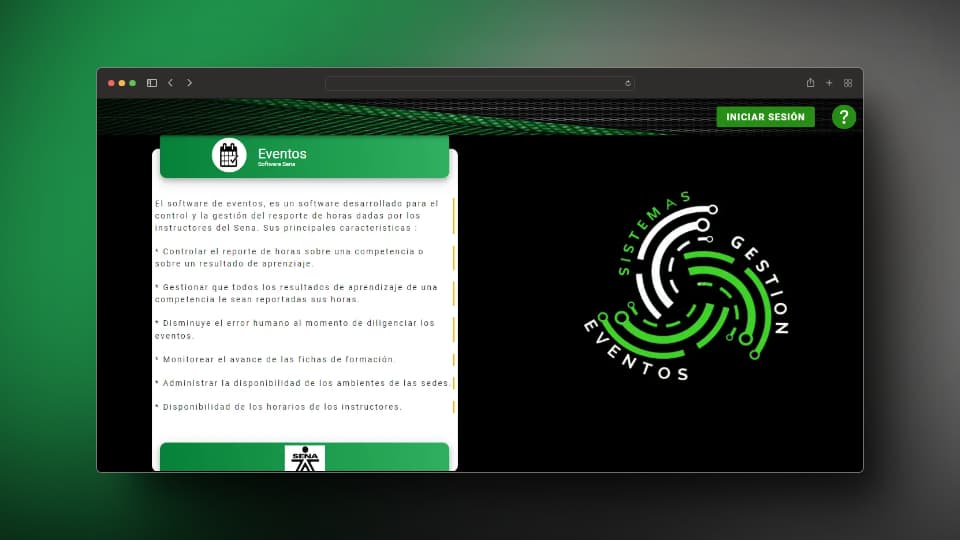 INICIAR SESIÓN
?
Eventos
Software Sena
El software de eventos, es un software desarrollado para el
control y la gestión del resporte de horas dadas por los
instructores del Sena. Sus principales caracteristicas :
* Controlar el reporte de horas sobre una competencia o
sobre un resultado de aprenziaje.
* Gestionar que todos los resultados de aprendizaje de una
competencia le sean reportadas sus horas.
* Disminuye el error humano al momento de diligenciar los
eventos.
* Monitorear el avance de las fichas de formación.
* Administrar la disponibilidad de los ambientes de las sedes.
* Disponibilidad de los horarios de los instructores.
SENA
SISTEMAS
GESTION
EVENTOS